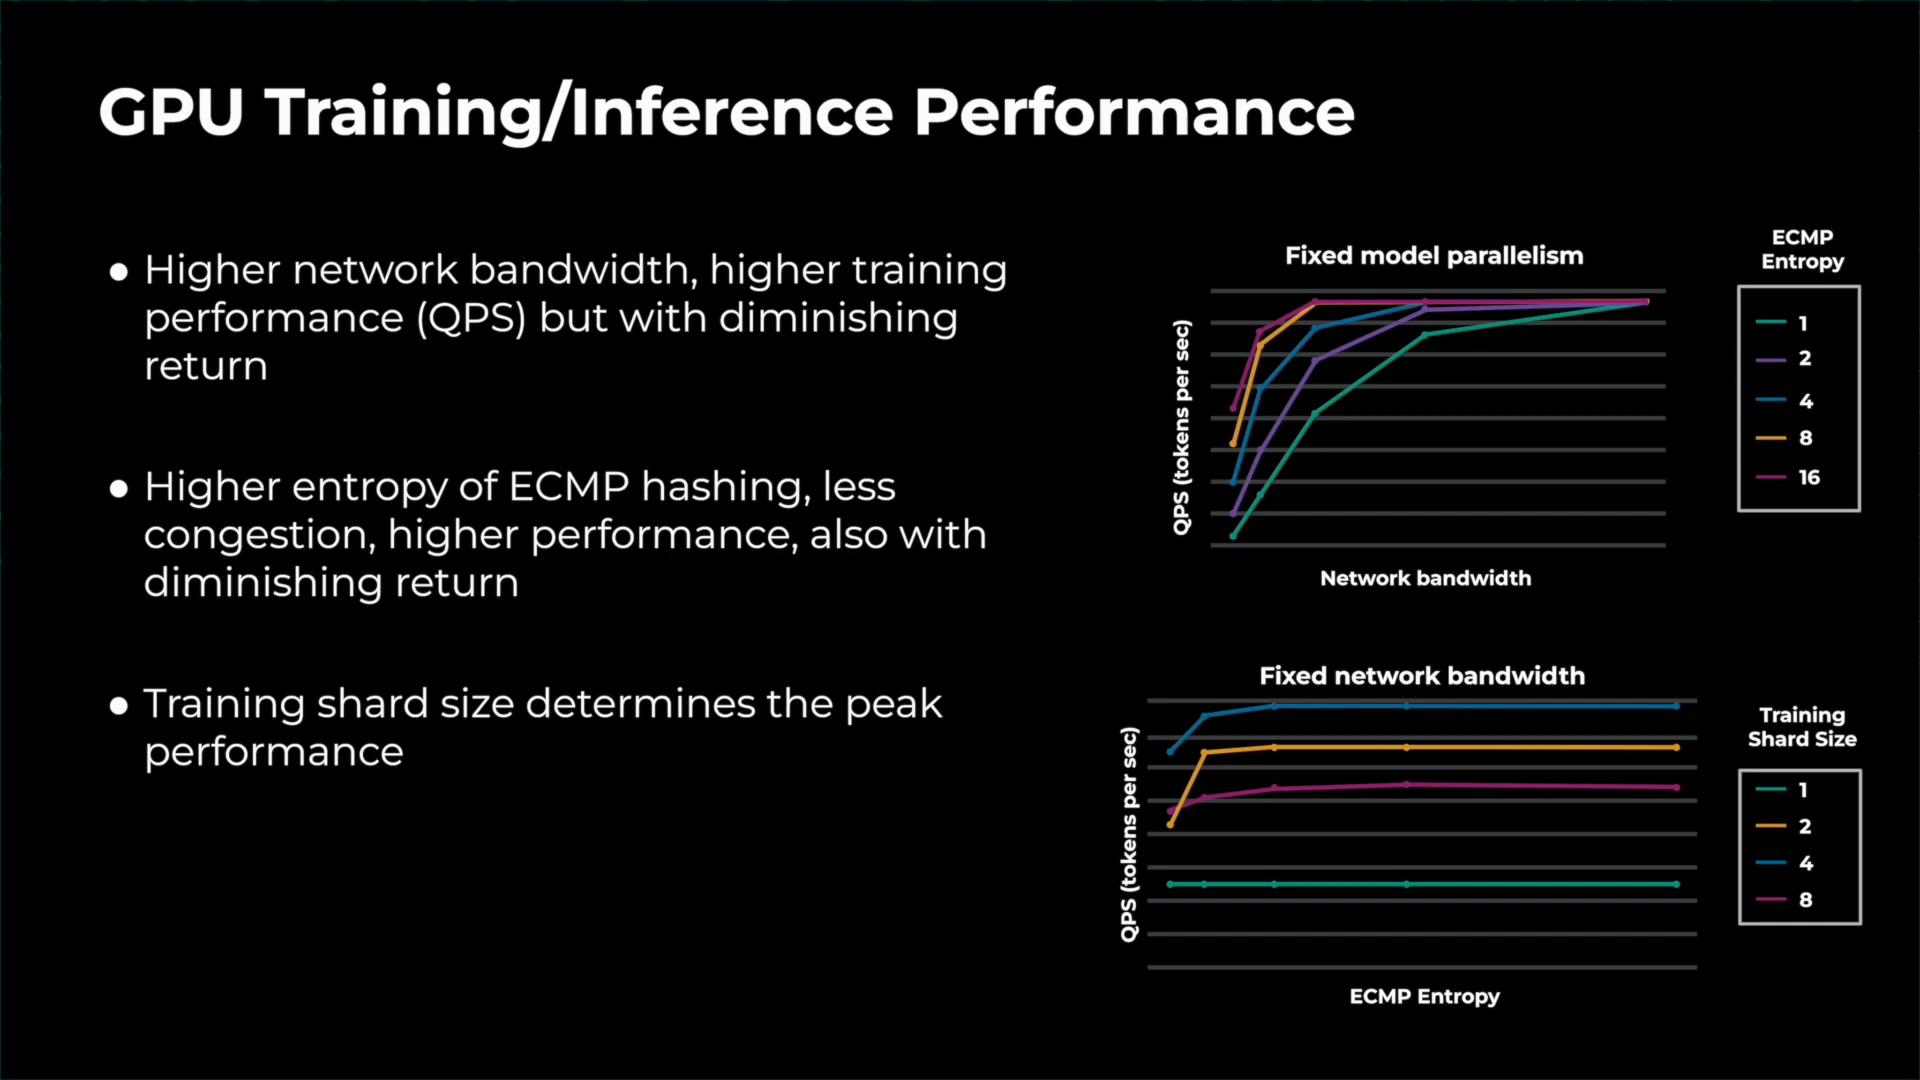 GPU Training/Inference Performance
● Higher network bandwidth, higher training
performance (QPS) but with diminishing
return
● Higher entropy of ECMP hashing, less
congestion, higher performance, also with
diminishing return
● Training shard size determines the peak
performance
Fixed model parallelism
QPS (tokens per sec)
Network bandwidth
ECMP
Entropy
1
2
4
8
16
Fixed network bandwidth
QPS (tokens per sec)
ECMP Entropy
Training
Shard Size
1
2
4
8